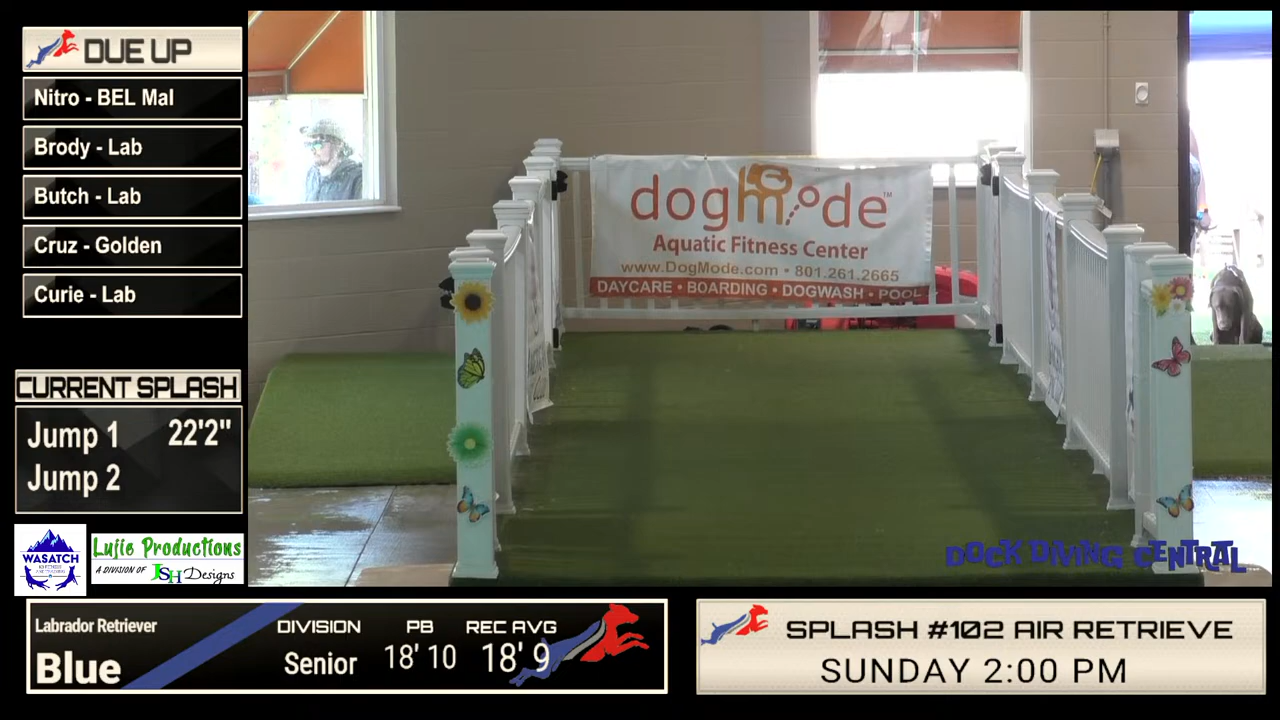 DUE UP
Nitro - BEL Mal
Brody - Lab
Butch - Lab
Cruz - Golden
Curie - Lab
CURRENT SPLASH
Jump 1 22'2"
Jump 2
WASATCH
Lujie Productions
A DIVISION OF JSH Designs
dogmode™
Aquatic Fitness Center
www.DogMode.com • 801.261.2665
DAYCARE • BOARDING • DOGWASH • POOL
DOCK DIVING CENTRAL
Labrador Retriever
Blue
DIVISION PB REC AVG
Senior 18' 10 18' 9
SPLASH #102 AIR RETRIEVE
SUNDAY 2:00 PM